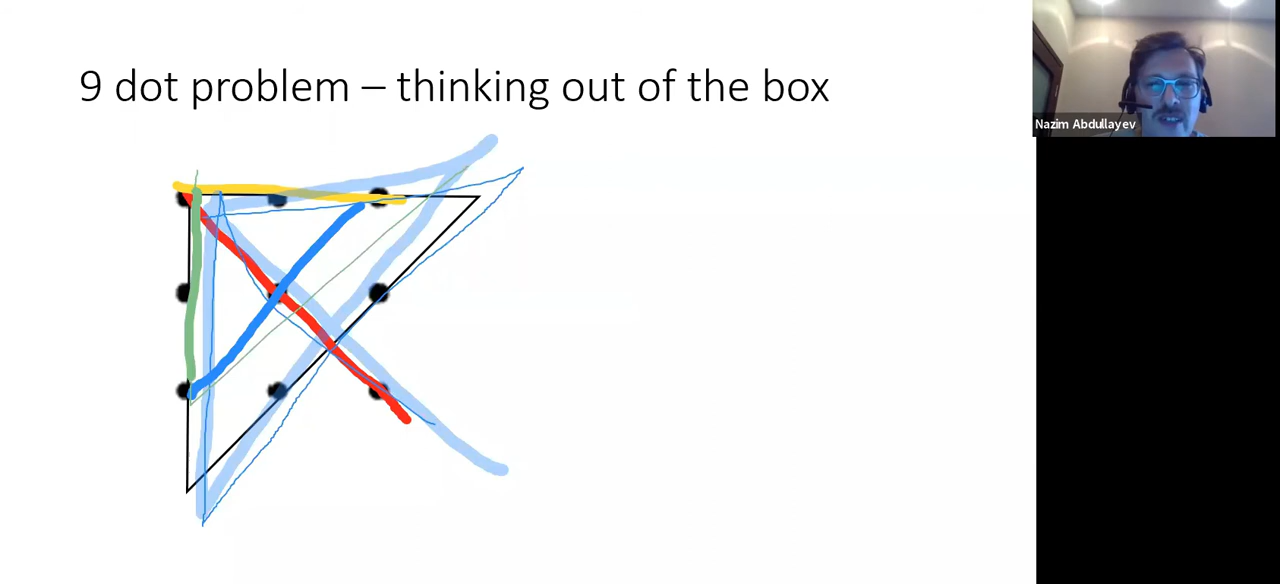 9 dot problem – thinking out of the box
Nazim Abdullayev